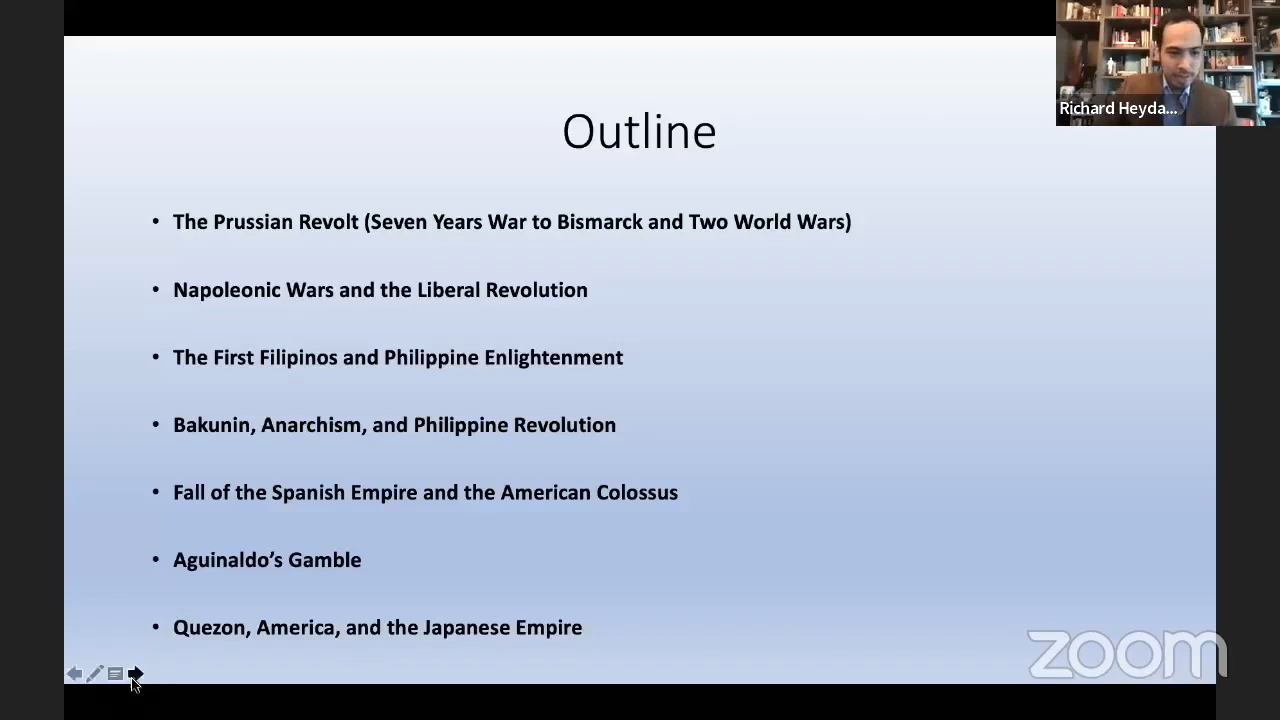 Richard Heyda...
Outline
• The Prussian Revolt (Seven Years War to Bismarck and Two World Wars)
• Napoleonic Wars and the Liberal Revolution
• The First Filipinos and Philippine Enlightenment
• Bakunin, Anarchism, and Philippine Revolution
• Fall of the Spanish Empire and the American Colossus
• Aguinaldo’s Gamble
• Quezon, America, and the Japanese Empire
zoom